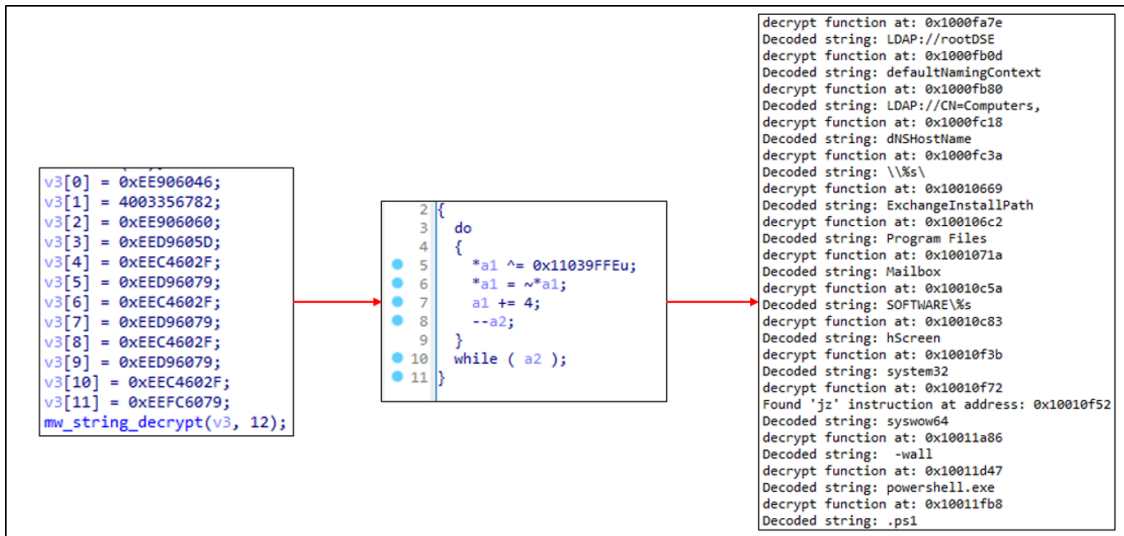 v3[0] = 0xEE906046;
v3[1] = 4003356782;
v3[2] = 0xEE906060;
v3[3] = 0xEED9605D;
v3[4] = 0xEEC4602F;
v3[5] = 0xEED96079;
v3[6] = 0xEEC4602F;
v3[7] = 0xEED96079;
v3[8] = 0xEEC4602F;
v3[9] = 0xEED96079;
v3[10] = 0xEEC4602F;
v3[11] = 0xEEFC6079;
mw_string_decrypt(v3, 12);
2 {
3 do
4 {
5 *a1 ^= 0x11039FFEu;
6 *a1 = ~*a1;
7 a1 += 4;
8 --a2;
9 }
10 while ( a2 );
11 }
decrypt function at: 0x1000fa7e
Decoded string: LDAP://rootDSE
decrypt function at: 0x1000fb0d
Decoded string: defaultNamingContext
decrypt function at: 0x1000fb80
Decoded string: LDAP://CN=Computers,
decrypt function at: 0x1000fc18
Decoded string: dNSHostName
decrypt function at: 0x1000fc3a
Decoded string: \\%s\
decrypt function at: 0x10010669
Decoded string: ExchangeInstallPath
decrypt function at: 0x100106c2
Decoded string: Program Files
decrypt function at: 0x1001071a
Decoded string: Mailbox
decrypt function at: 0x10010c5a
Decoded string: SOFTWARE\%s
decrypt function at: 0x10010c83
Decoded string: hScreen
decrypt function at: 0x10010f3b
Decoded string: system32
decrypt function at: 0x10010f72
Found 'jz' instruction at address: 0x10010f52
Decoded string: syswow64
decrypt function at: 0x10011a86
Decoded string:  -wall
decrypt function at: 0x10011d47
Decoded string: powershell.exe
decrypt function at: 0x10011fb8
Decoded string: .ps1